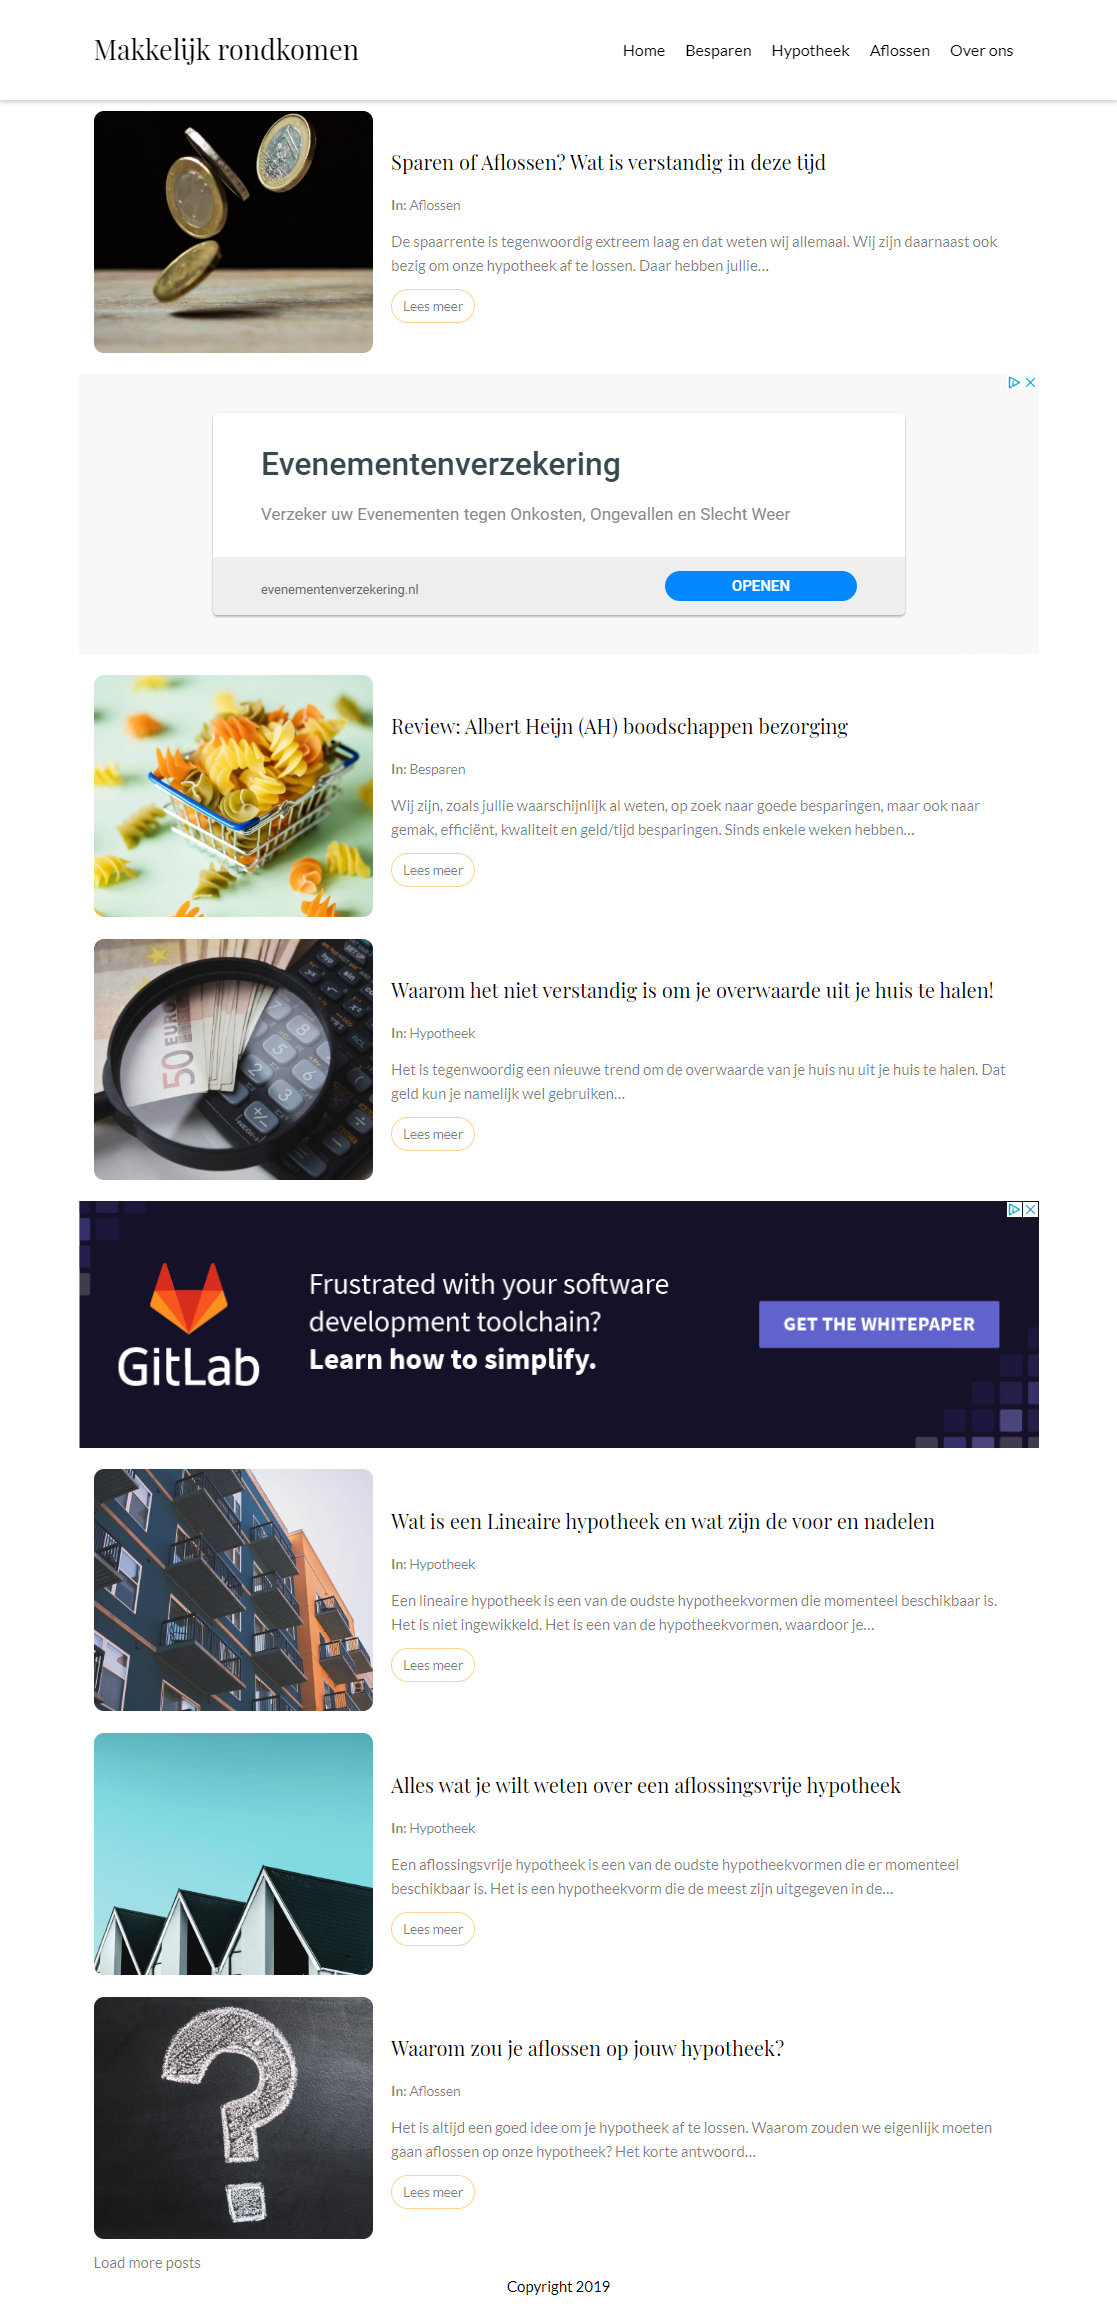 Makkelijk rondkomen
Home Besparen Hypotheek Aflossen Over ons
Sparen of Aflossen? Wat is verstandig in deze tijd
In: Aflossen
De spaarrente is tegenwoordig extreem laag en dat weten wij allemaal. Wij zijn daarnaast ook
bezig om onze hypotheek af te lossen. Daar hebben jullie...
Lees meer
Evenementenverzekering
Verzeker uw Evenementen tegen Onkosten, Ongevallen en Slecht Weer
evenementenverzekering.nl
OPENEN
Review: Albert Heijn (AH) boodschappen bezorging
In: Besparen
Wij zijn, zoals jullie waarschijnlijk al weten, op zoek naar goede besparingen, maar ook naar
gemak, efficiënt, kwaliteit en geld/tijd besparingen. Sinds enkele weken hebben...
Lees meer
50 EURO
Waarom het niet verstandig is om je overwaarde uit je huis te halen!
In: Hypotheek
Het is tegenwoordig een nieuwe trend om de overwaarde van je huis nu uit je huis te halen. Dat
geld kun je namelijk wel gebruiken...
Lees meer
GitLab
Frustrated with your software
development toolchain?
Learn how to simplify.
GET THE WHITEPAPER
Wat is een Lineaire hypotheek en wat zijn de voor en nadelen
In: Hypotheek
Een lineaire hypotheek is een van de oudste hypotheekvormen die momenteel beschikbaar is.
Het is niet ingewikkeld. Het is een van de hypotheekvormen, waardoor je...
Lees meer
Alles wat je wilt weten over een aflossingsvrije hypotheek
In: Hypotheek
Een aflossingsvrije hypotheek is een van de oudste hypotheekvormen die er momenteel
beschikbaar is. Het is een hypotheekvorm die de meest zijn uitgegeven in de...
Lees meer
?
Waarom zou je aflossen op jouw hypotheek?
In: Aflossen
Het is altijd een goed idee om je hypotheek af te lossen. Waarom zouden we eigenlijk moeten
gaan aflossen op onze hypotheek? Het korte antwoord...
Lees meer
Load more posts
Copyright 2019